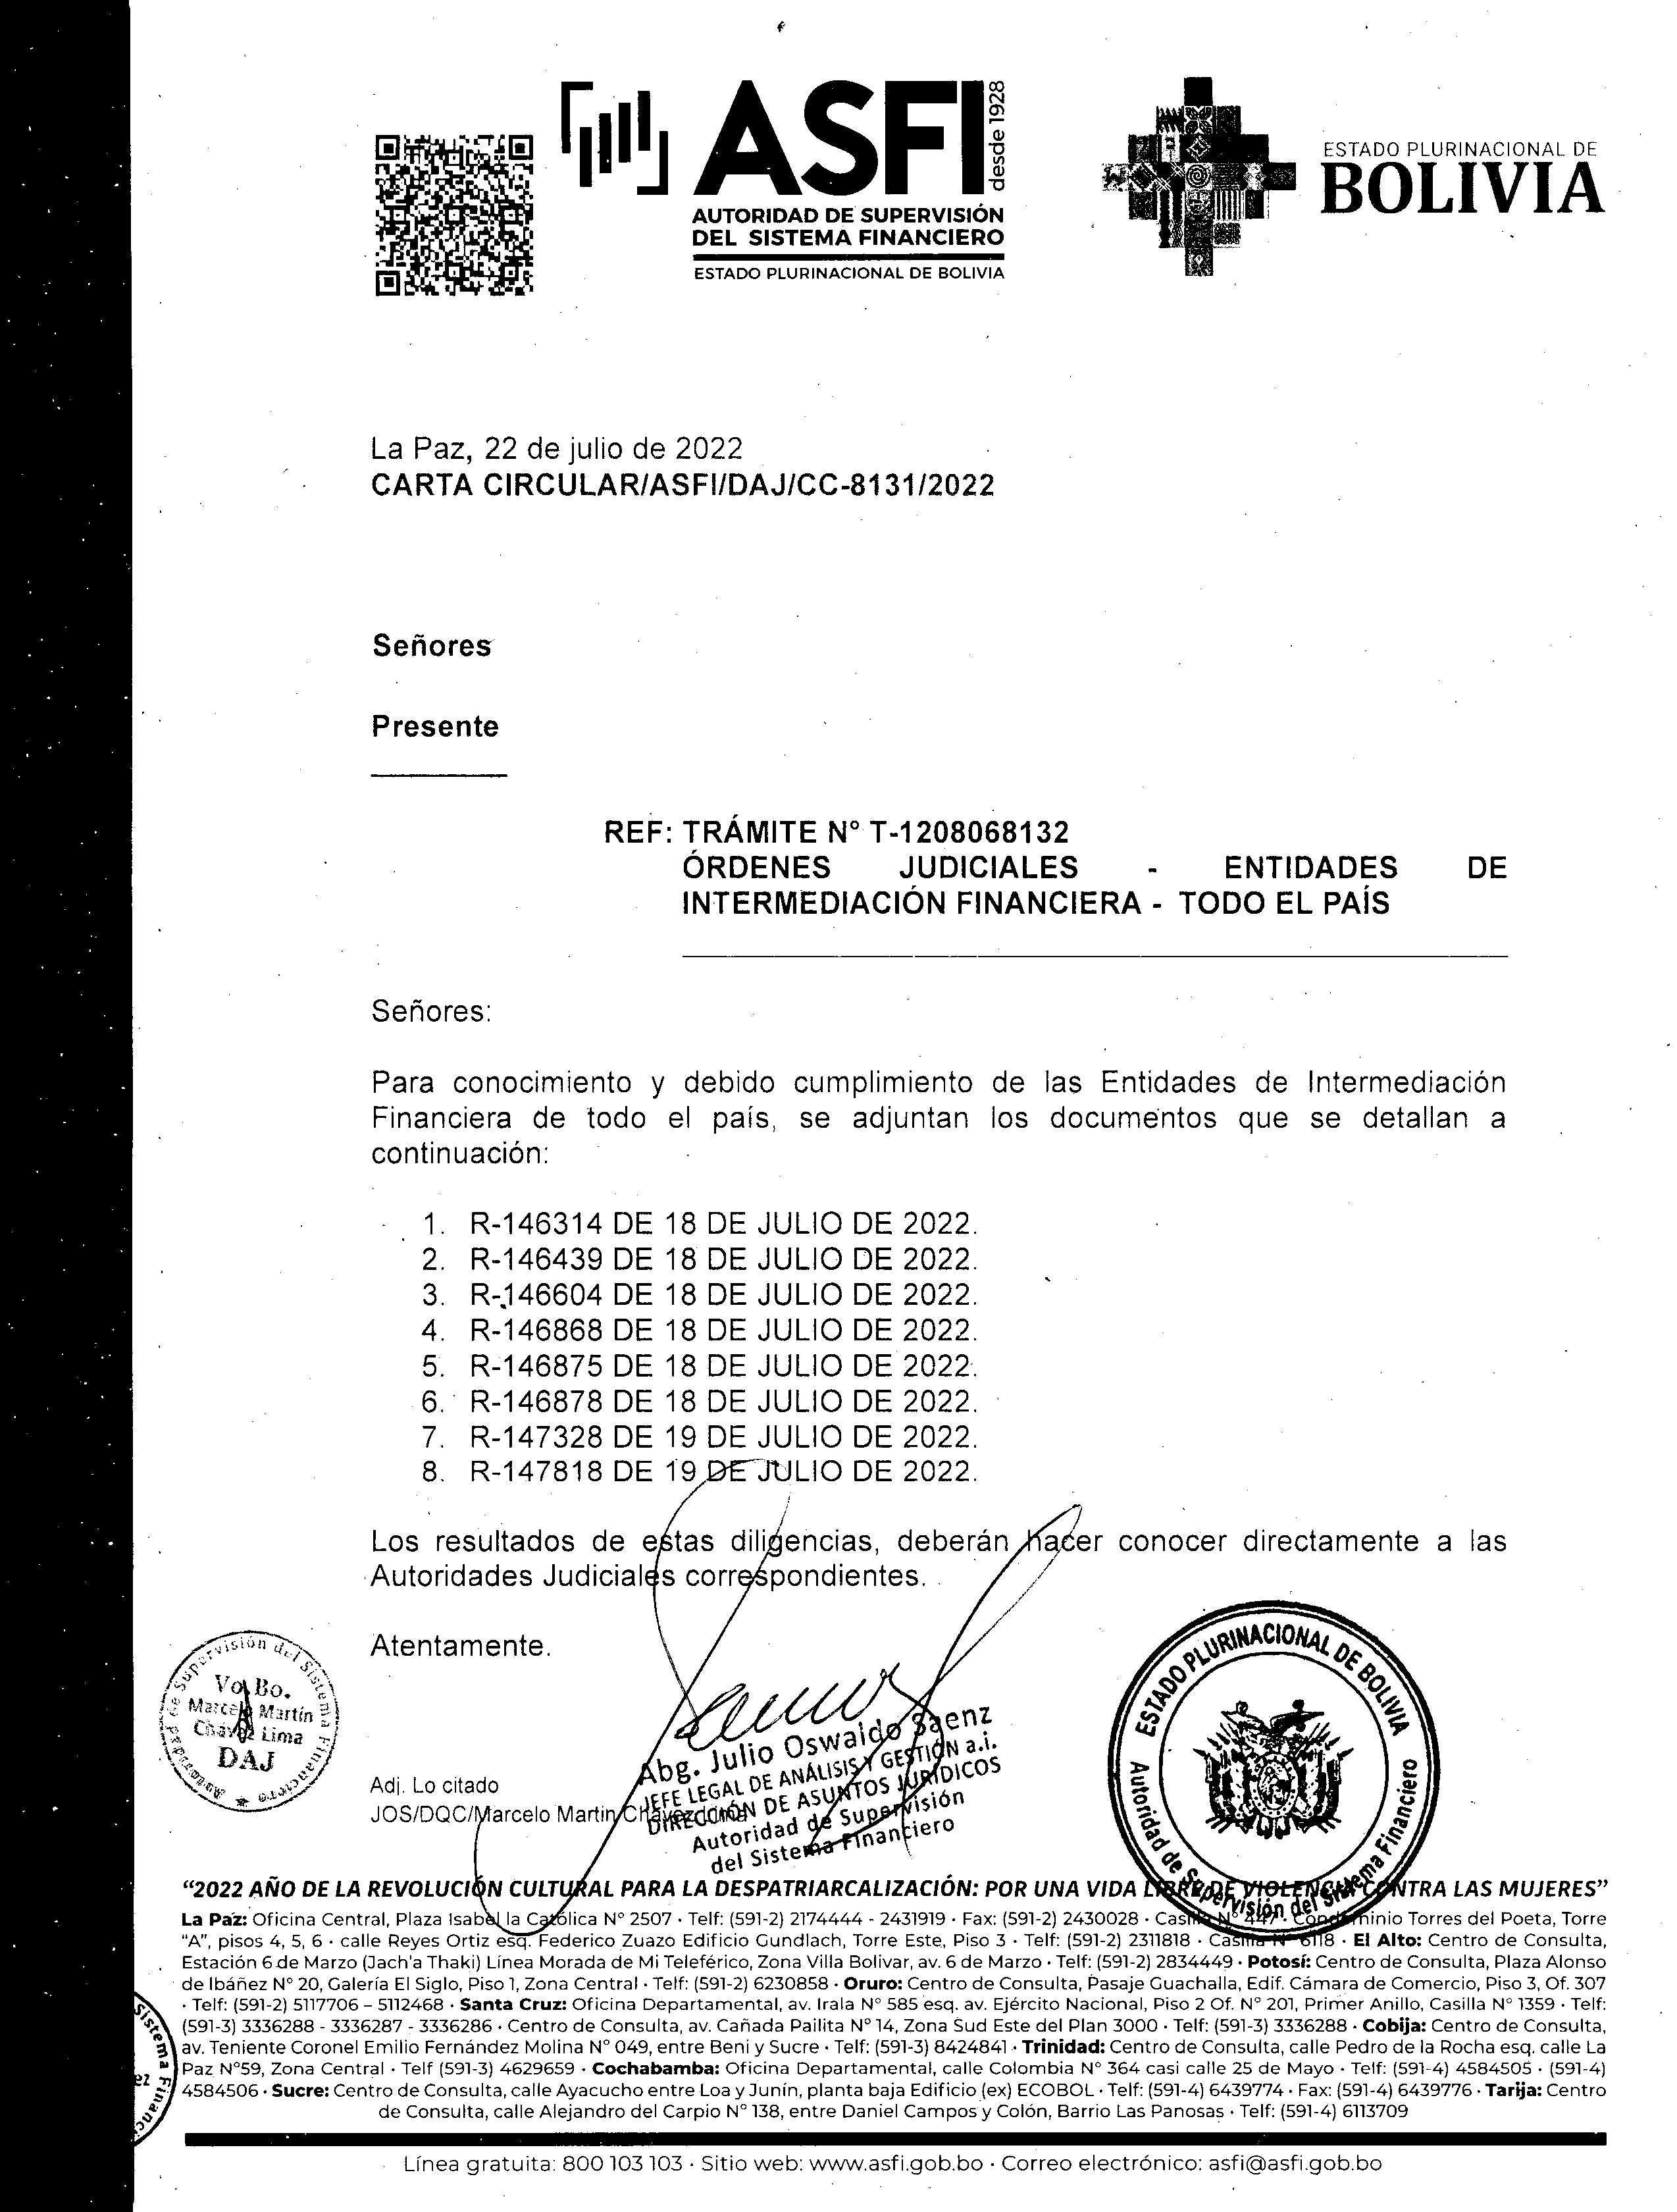 ASFI
desde 1928
AUTORIDAD DE SUPERVISIÓN
DEL SISTEMA FINANCIERO
ESTADO PLURINACIONAL DE BOLIVIA
ESTADO PLURINACIONAL DE
BOLIVIA
La Paz, 22 de julio de 2022
CARTA CIRCULAR/ASFI/DAJ/CC-8131/2022
Señores
Presente
REF: TRÁMITE N° T-1208068132
ÓRDENES JUDICIALES - ENTIDADES DE
INTERMEDIACIÓN FINANCIERA - TODO EL PAÍS
Señores:
Para conocimiento y debido cumplimiento de las Entidades de Intermediación
Financiera de todo el país, se adjuntan los documentos que se detallan a
continuación:
1. R-146314 DE 18 DE JULIO DE 2022.
2. R-146439 DE 18 DE JULIO DE 2022.
3. R-146604 DE 18 DE JULIO DE 2022.
4. R-146868 DE 18 DE JULIO DE 2022.
5. R-146875 DE 18 DE JULIO DE 2022.
6. R-146878 DE 18 DE JULIO DE 2022.
7. R-147328 DE 19 DE JULIO DE 2022.
8. R-147818 DE 19 DE JULIO DE 2022.
Los resultados de estas diligencias, deberán hacer conocer directamente a las
Autoridades Judiciales correspondientes.
Atentamente.
Autoridad de Supervisión del Sistema Financiero
Vo Bo.
Marcelo Martín
Chávez Lima
DAJ
Abg. Julio Oswaldo Saenz
JEFE LEGAL DE ANÁLISIS Y GESTIÓN a.i.
DIRECCIÓN DE ASUNTOS JURÍDICOS
Autoridad de Supervisión
del Sistema Financiero
ESTADO PLURINACIONAL DE BOLIVIA
Autoridad de Supervisión del Sistema Financiero
Adj. Lo citado
JOS/DQC/Marcelo Martin
"2022 AÑO DE LA REVOLUCIÓN CULTURAL PARA LA DESPATRIARCALIZACIÓN: POR UNA VIDA LIBRE DE VIOLENCIA CONTRA LAS MUJERES"
La Paz: Oficina Central, Plaza Isabel la Católica N° 2507 · Telf: (591-2) 2174444 - 2431919 · Fax: (591-2) 2430028 · Casilla N° 447 · Condominio Torres del Poeta, Torre
"A", pisos 4, 5, 6 · calle Reyes Ortiz esq. Federico Zuazo Edificio Gundlach, Torre Este, Piso 3 · Telf: (591-2) 2311818 · Casilla N° 6118 · El Alto: Centro de Consulta,
Estación 6 de Marzo (Jach'a Thaki) Línea Morada de Mi Teleférico, Zona Villa Bolivar, av. 6 de Marzo · Telf: (591-2) 2834449 · Potosí: Centro de Consulta, Plaza Alonso
de Ibáñez N° 20, Galería El Siglo, Piso 1, Zona Central · Telf: (591-2) 6230858 · Oruro: Centro de Consulta, Pasaje Guachalla, Edif. Cámara de Comercio, Piso 3, Of. 307
· Telf: (591-2) 5117706 – 5112468 · Santa Cruz: Oficina Departamental, av. Irala N° 585 esq. av. Ejército Nacional, Piso 2 Of. N° 201, Primer Anillo, Casilla N° 1359 · Telf:
(591-3) 3336288 - 3336287 - 3336286 · Centro de Consulta, av. Cañada Pailita N° 14, Zona Sud Este del Plan 3000 · Telf: (591-3) 3336288 · Cobija: Centro de Consulta,
av. Teniente Coronel Emilio Fernández Molina N° 049, entre Beni y Sucre · Telf: (591-3) 8424841 · Trinidad: Centro de Consulta, calle Pedro de la Rocha esq. calle La
Paz N°59, Zona Central · Telf (591-3) 4629659 · Cochabamba: Oficina Departamental, calle Colombia N° 364 casi calle 25 de Mayo · Telf: (591-4) 4584505 · (591-4)
4584506 · Sucre: Centro de Consulta, calle Ayacucho entre Loa y Junín, planta baja Edificio (ex) ECOBOL · Telf: (591-4) 6439774 · Fax: (591-4) 6439776 · Tarija: Centro
de Consulta, calle Alejandro del Carpio N° 138, entre Daniel Campos y Colón, Barrio Las Panosas · Telf: (591-4) 6113709
Línea gratuita: 800 103 103 · Sitio web: www.asfi.gob.bo · Correo electrónico: asfi@asfi.gob.bo